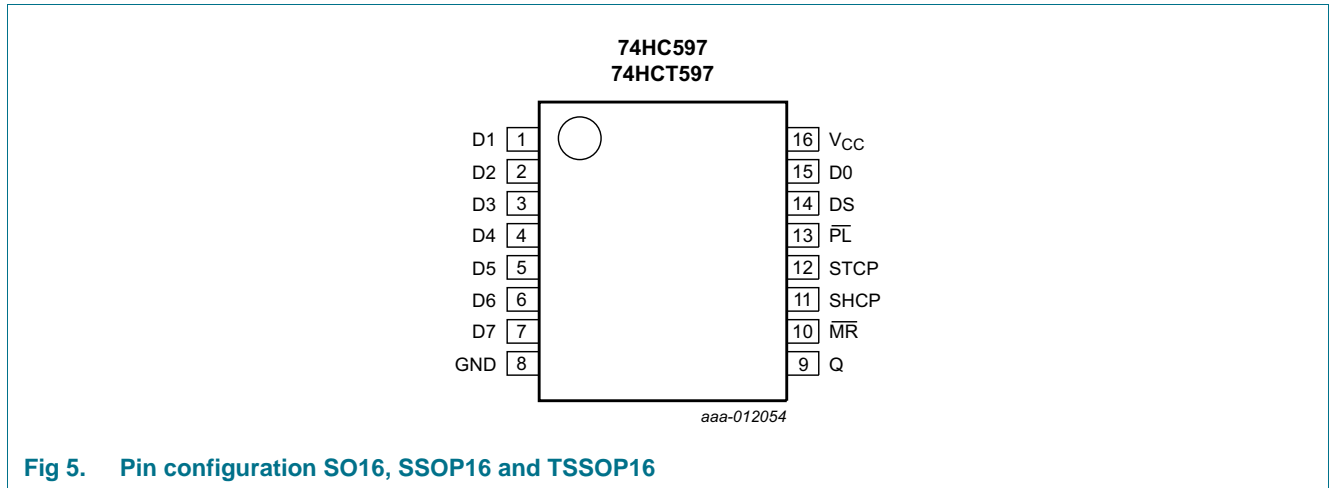 74HC597
74HCT597
D1 1
D2 2
D3 3
D4 4
D5 5
D6 6
D7 7
GND 8
16 VCC
15 D0
14 DS
13 P̅L̅
12 STCP
11 SHCP
10 M̅R̅
9 Q
aaa-012054
Fig 5. Pin configuration SO16, SSOP16 and TSSOP16